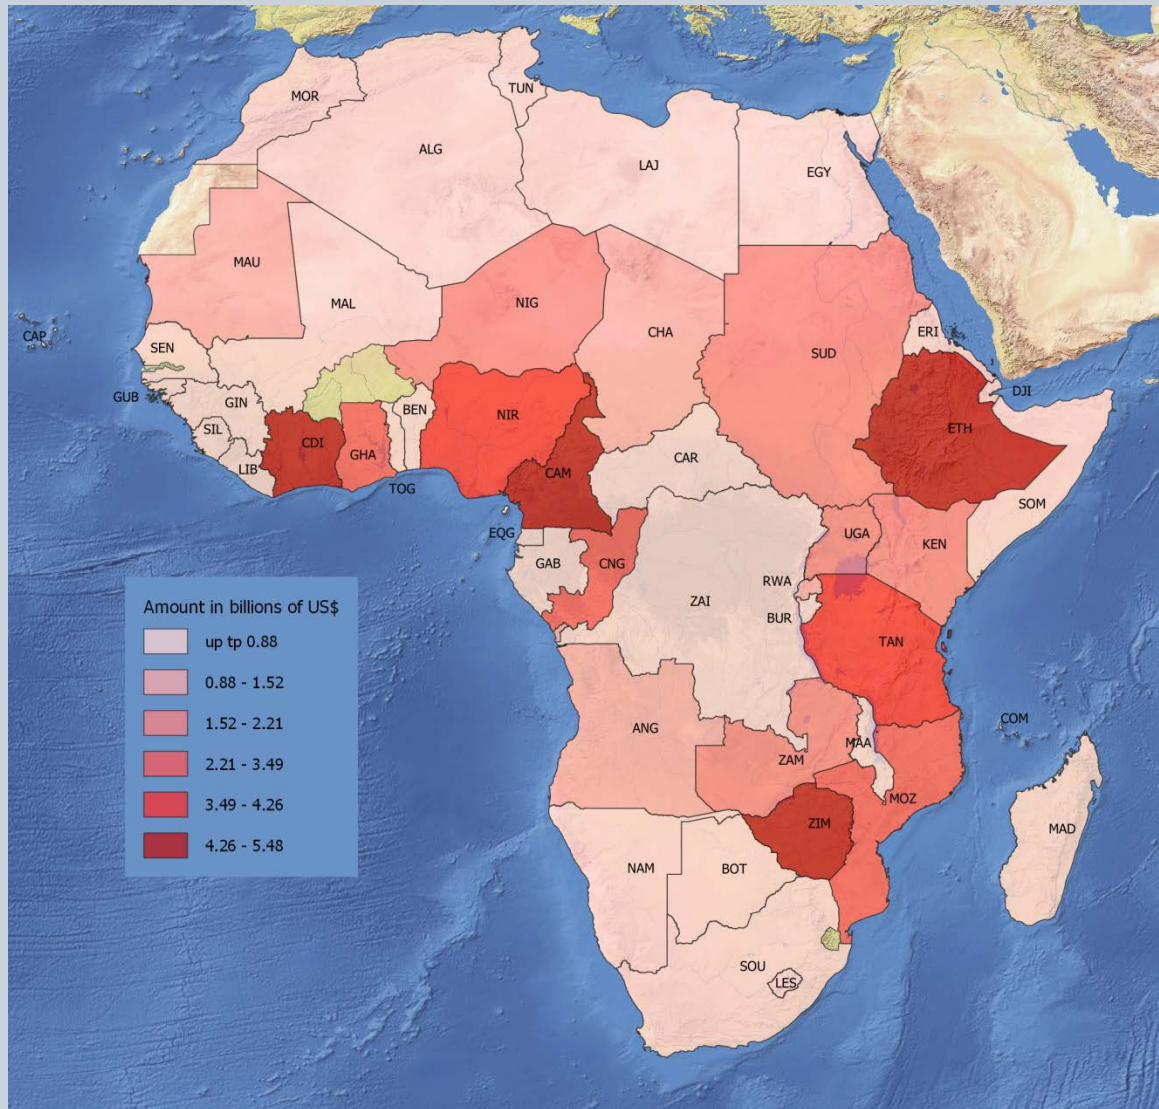 TUN
MOR
ALG
LAJ
EGY
MAU
MAL
NIG
CHA
SUD
CAP
SEN
ERI
GUB
GIN
DJI
SIL
BEN
NIR
ETH
CDI
GHA
LIB
CAM
CAR
TOG
SOM
EQG
UGA
KEN
GAB
CNG
RWA
ZAI
BUR
TAN
Amount in billions of US$
up tp 0.88
0.88 - 1.52
1.52 - 2.21
2.21 - 3.49
3.49 - 4.26
4.26 - 5.48
COM
ANG
MAA
ZAM
MOZ
ZIM
MAD
NAM
BOT
SOU
LES